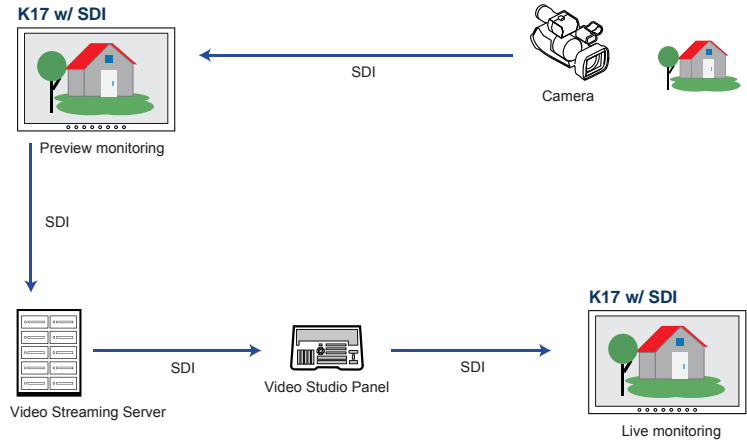 K17 w/ SDI
SDI
Camera
Preview monitoring
SDI
K17 w/ SDI
SDI
Video Studio Panel
SDI
Video Streaming Server
Live monitoring